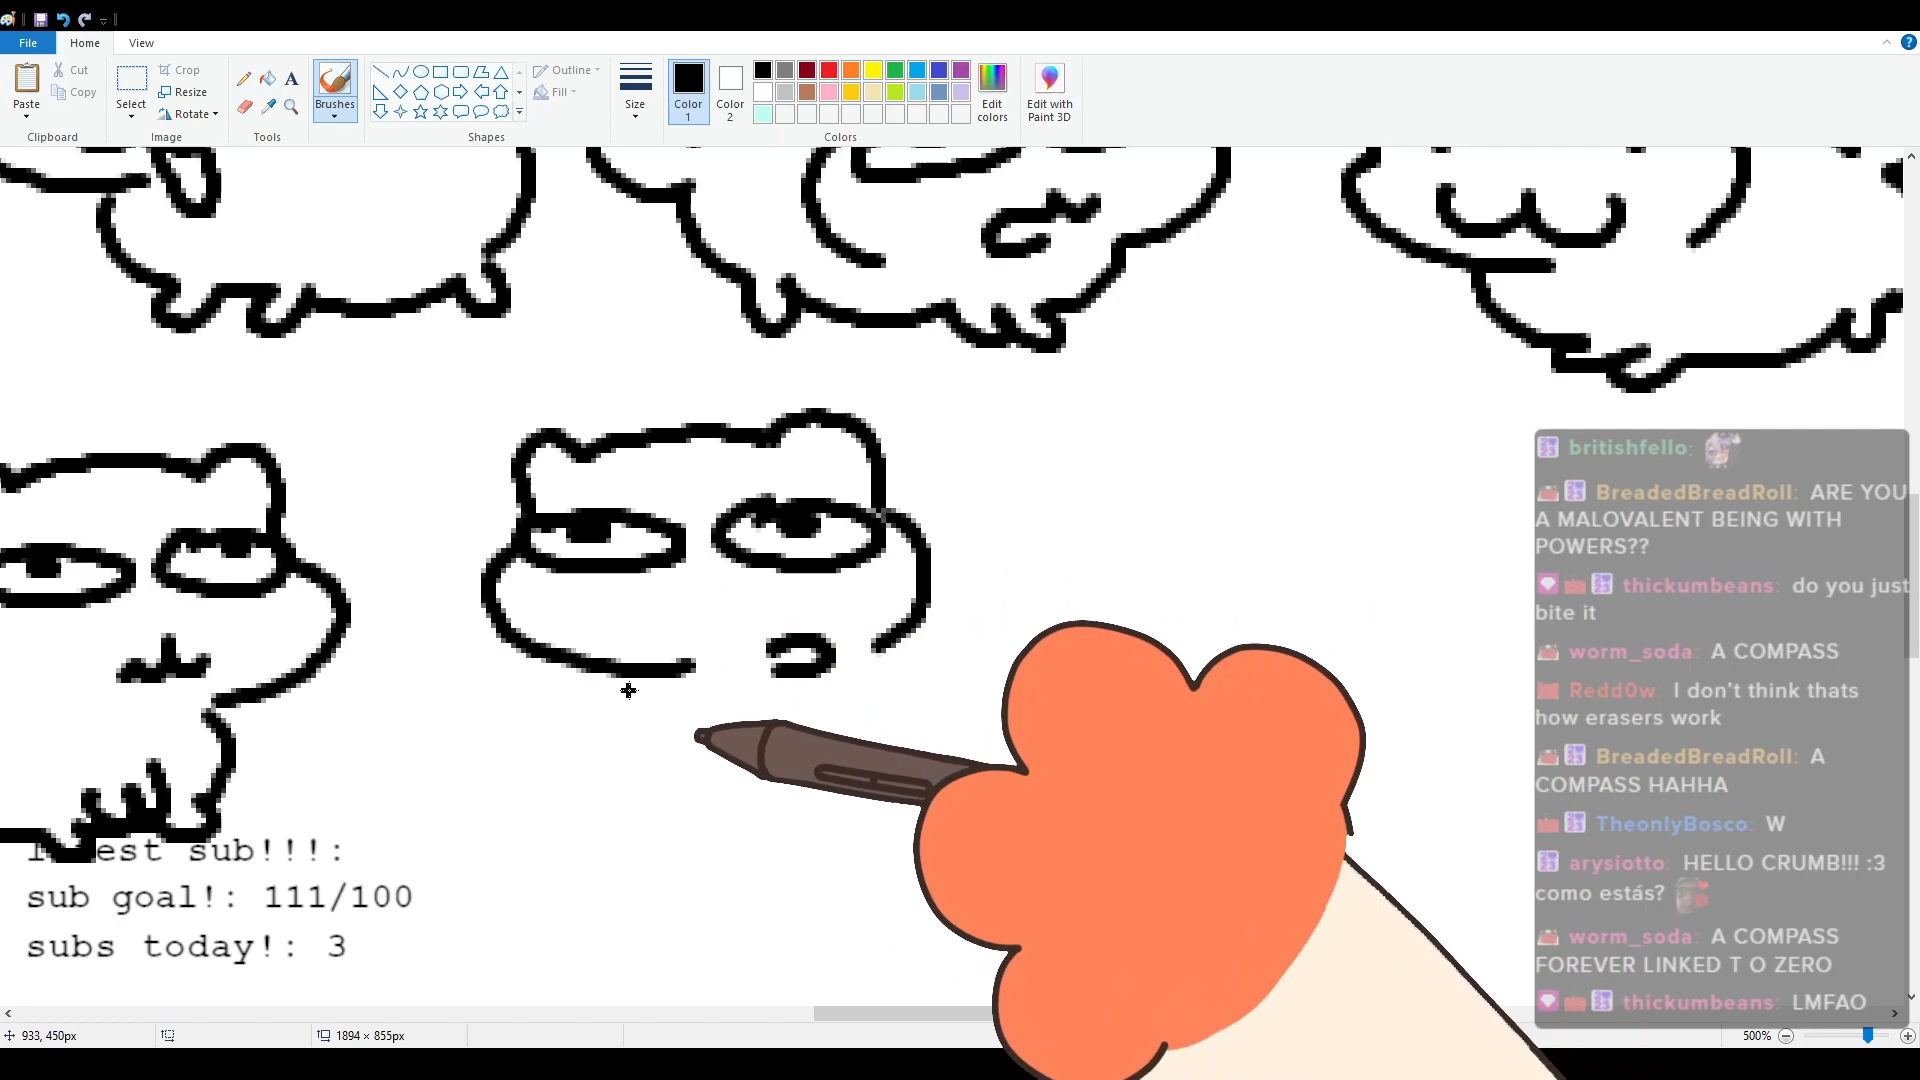 File Home View
Cut
Copy
Paste
Clipboard
Crop
Resize
Rotate
Select
Image
A
Tools
Brushes
Shapes
Outline
Fill
Size
Color 1
Color 2
Colors
Edit colors
Edit with Paint 3D
britishfello:
BreadedBreadRoll: ARE YOU
A MALOVALENT BEING WITH
POWERS??
thickumbeans: do you just
bite it
worm_soda: A COMPASS
Redd0w: I don't think thats
how erasers work
BreadedBreadRoll: A
COMPASS HAHHA
TheonlyBosco: W
arysiotto: HELLO CRUMB!!! :3
como estás?
worm_soda: A COMPASS
FOREVER LINKED T O ZERO
thickumbeans: LMFAO
sub!!!:
sub goal!: 111/100
subs today!: 3
933, 450px
1894 × 855px
500%